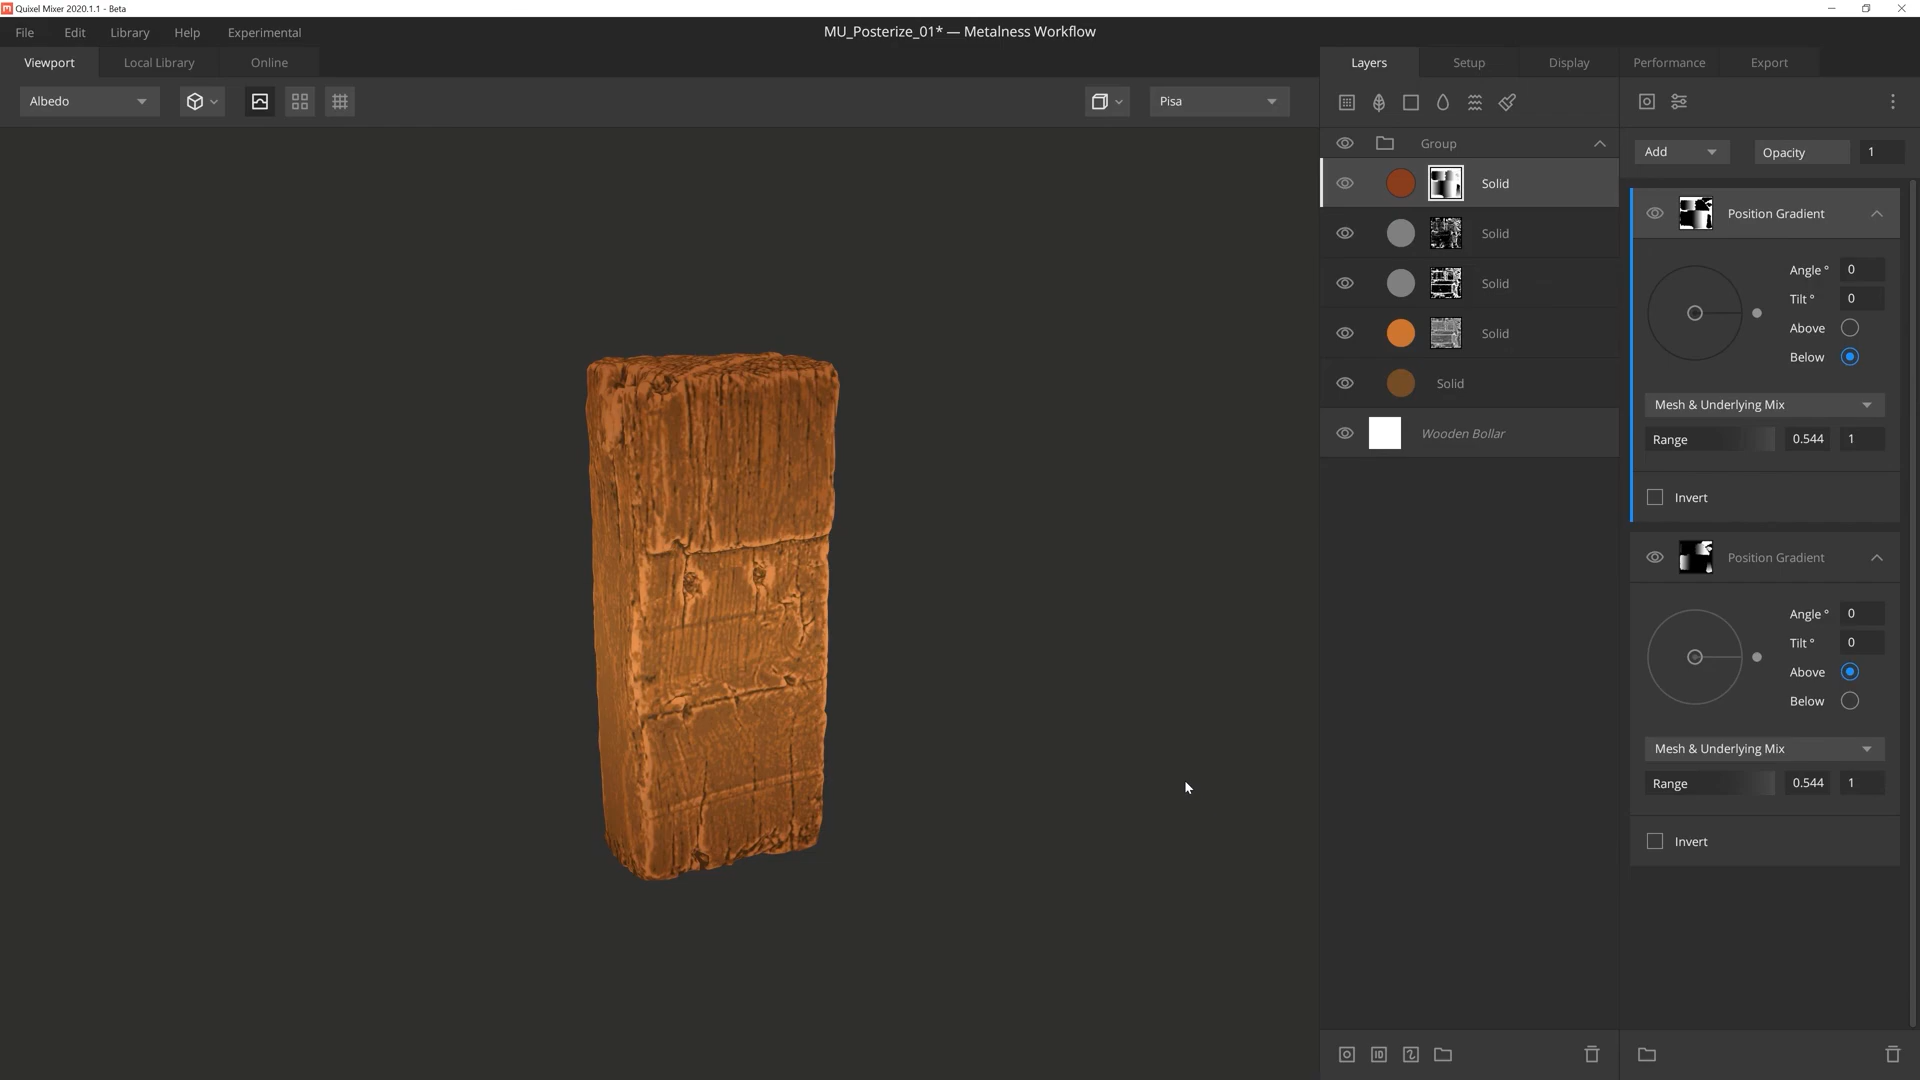 Quixel Mixer 2020.1.1 - Beta
File Edit Library Help Experimental
MU_Posterize_01* — Metalness Workflow
Viewport Local Library Online
Layers Setup Display Performance Export
Albedo
Pisa
Group
Solid
Solid
Solid
Solid
Solid
Wooden Bollar
Add Opacity 1
Position Gradient
Angle ° 0
Tilt ° 0
Above
Below
Mesh & Underlying Mix
Range 0.544 1
Invert
Position Gradient
Angle ° 0
Tilt ° 0
Above
Below
Mesh & Underlying Mix
Range 0.544 1
Invert